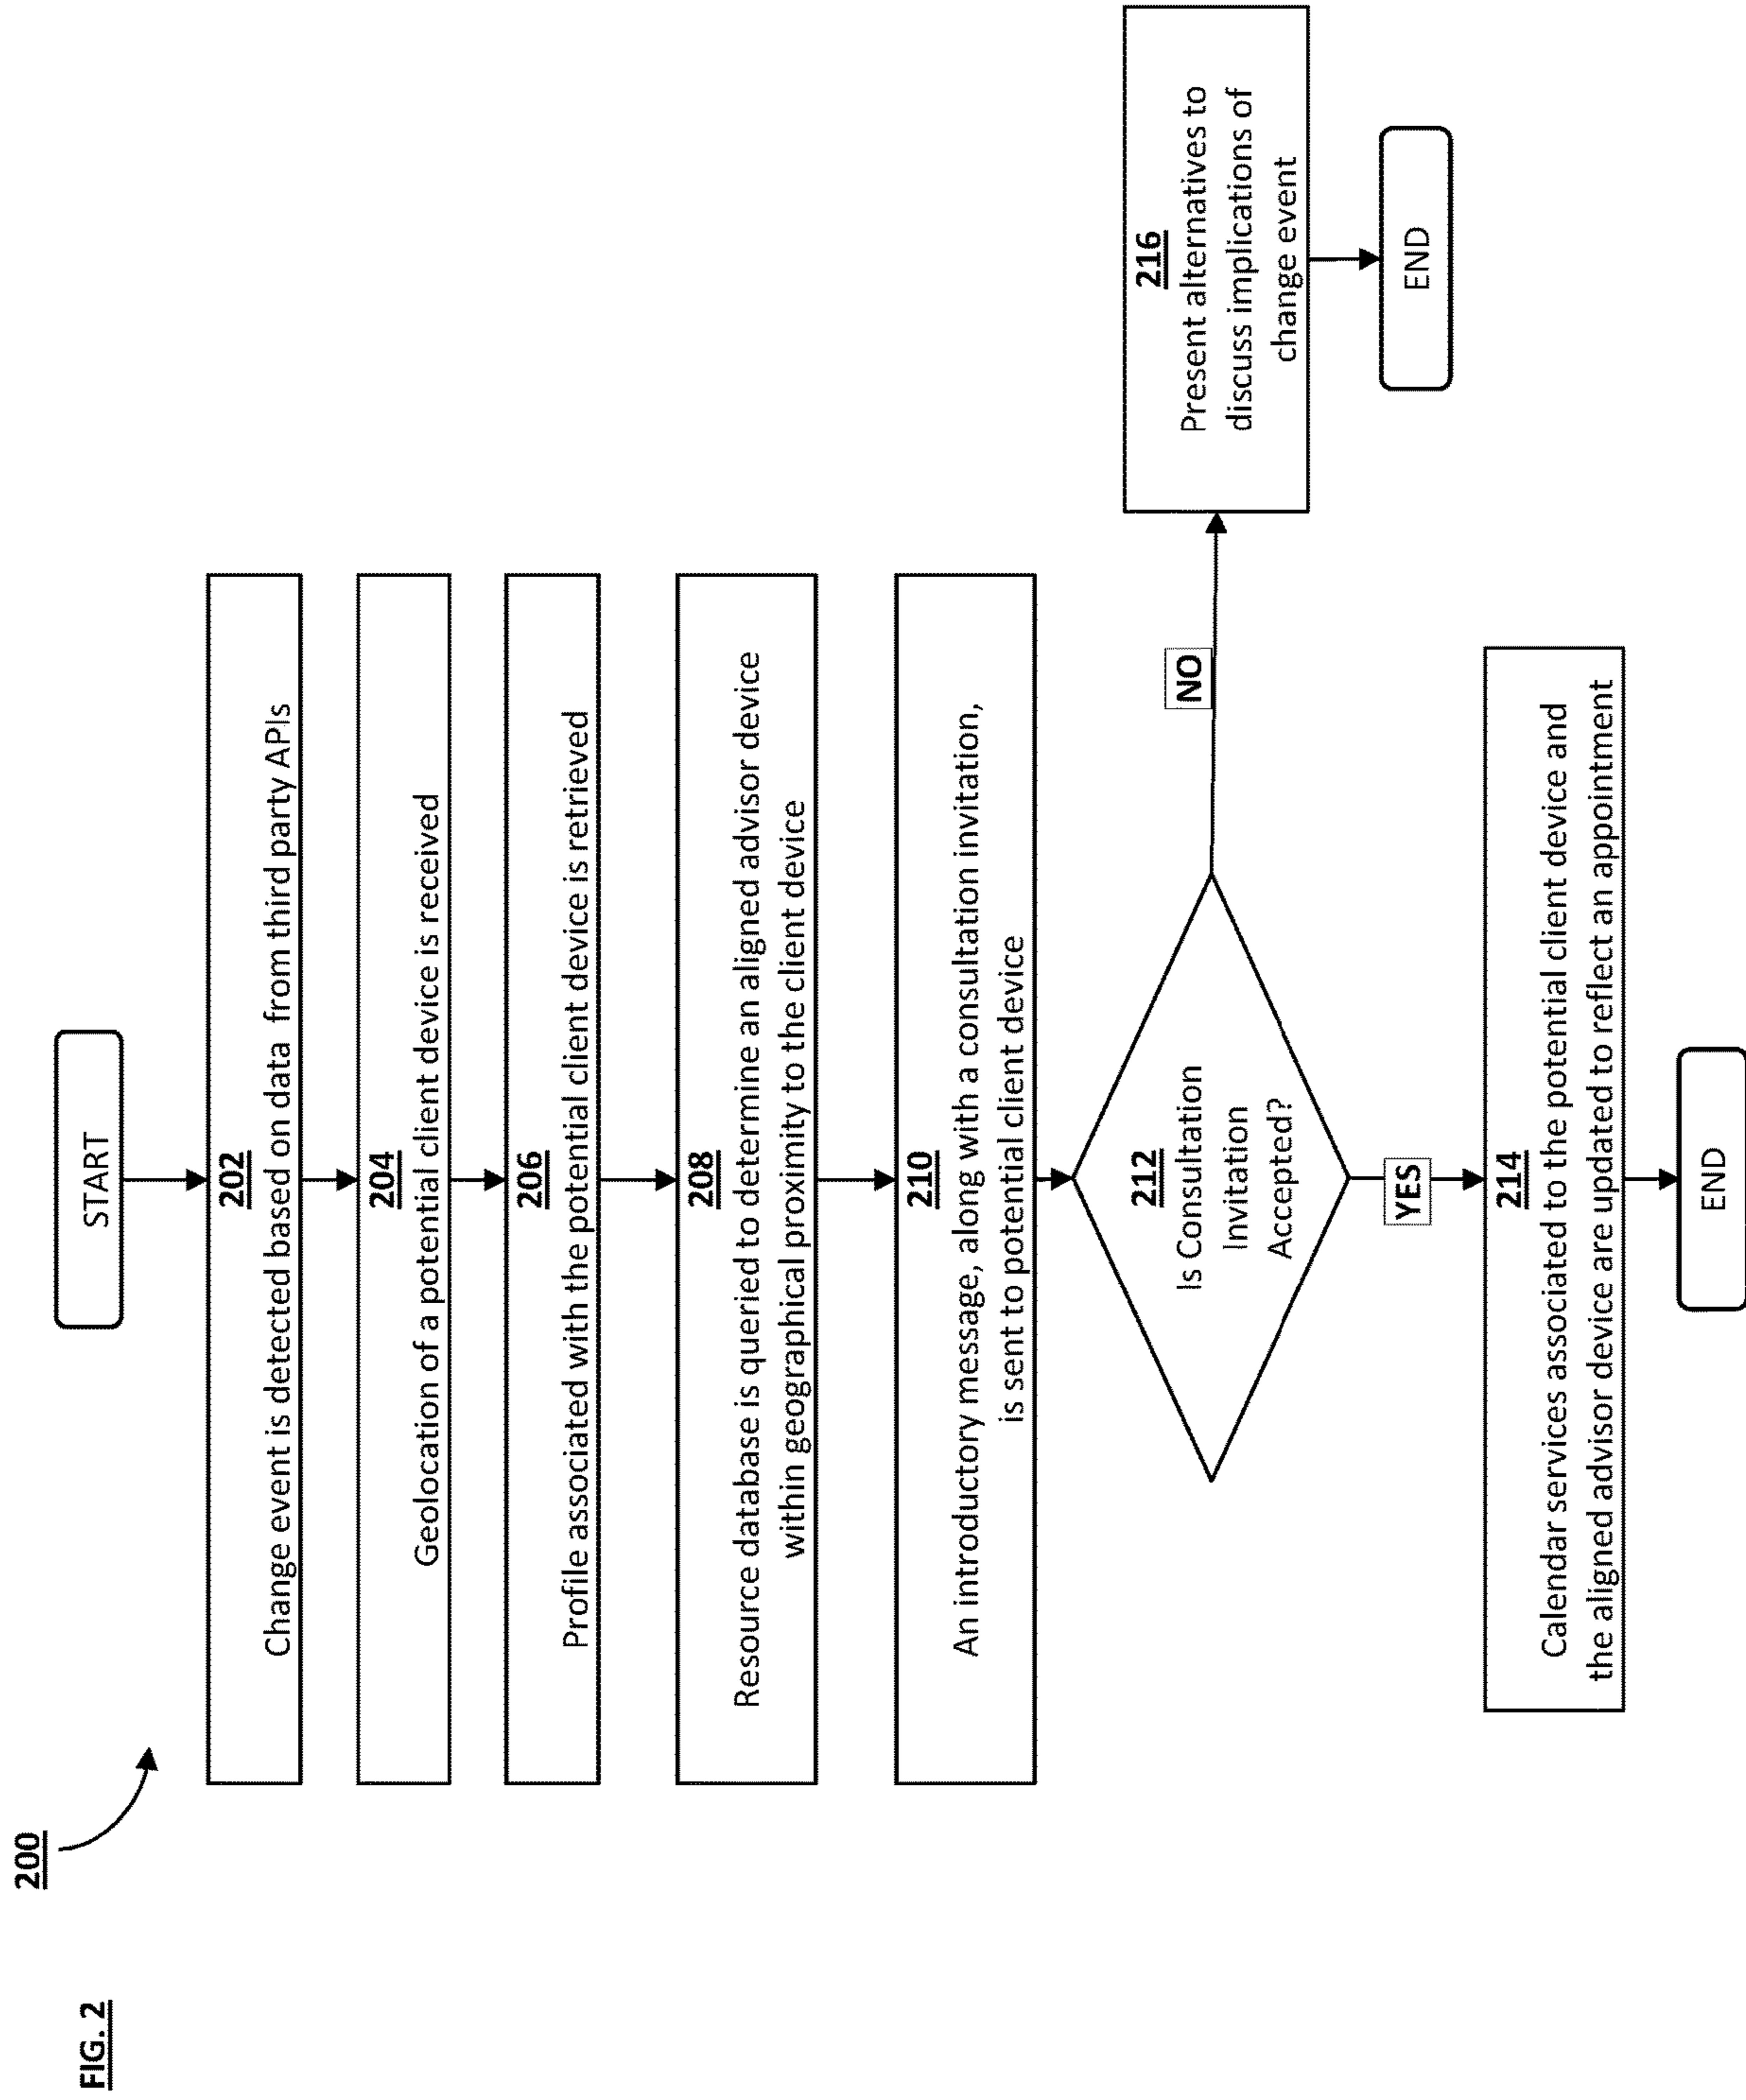 FIG. 2
200
START
202
Change event is detected based on data from third party APIs
204
Geolocation of a potential client device is received
206
Profile associated with the potential client device is retrieved
208
Resource database is queried to determine an aligned advisor device
within geographical proximity to the client device
210
An introductory message, along with a consultation invitation,
is sent to potential client device
212
Is Consultation
Invitation
Accepted?
NO
216
Present alternatives to
discuss implications of
change event
END
YES
214
Calendar services associated to the potential client device and
the aligned advisor device are updated to reflect an appointment
END